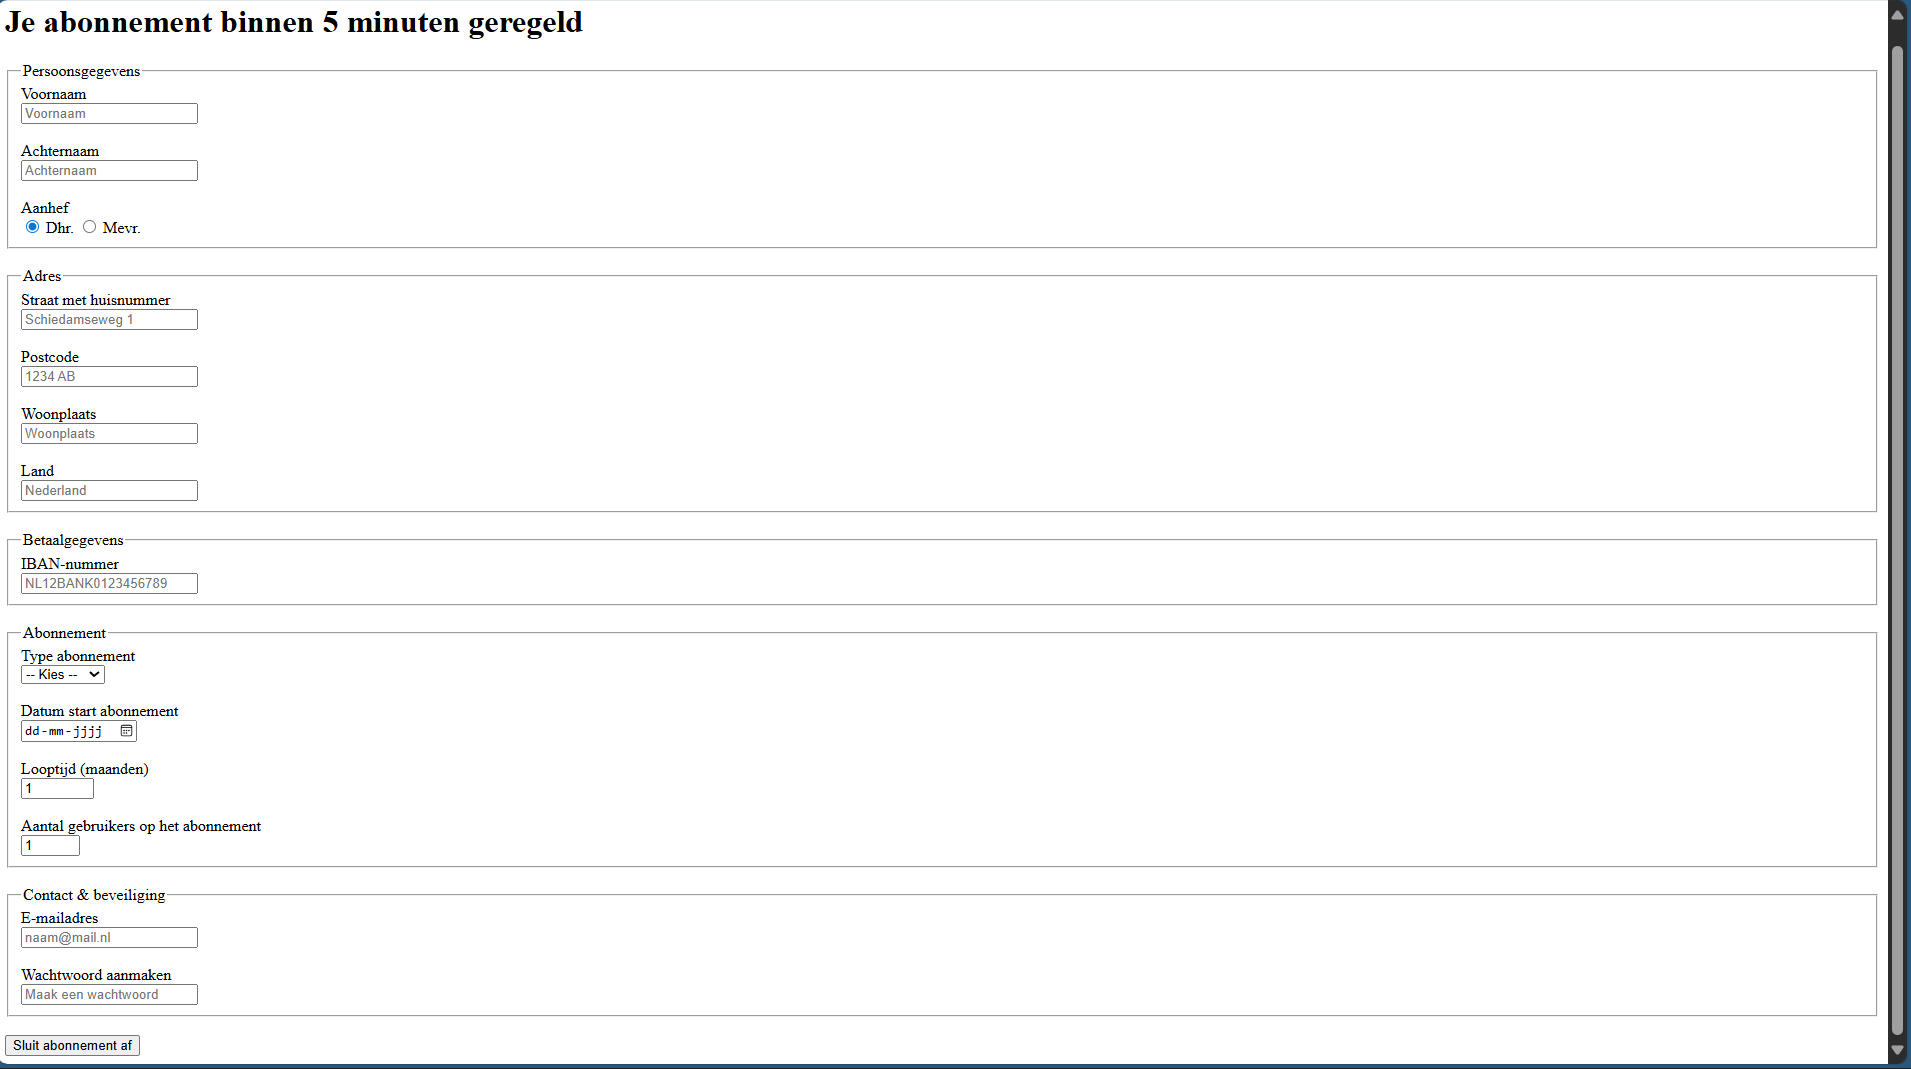 Je abonnement binnen 5 minuten geregeld
Persoonsgegevens
Voornaam
Voornaam
Achternaam
Achternaam
Aanhef
Dhr. Mevr.
Adres
Straat met huisnummer
Schiedamseweg 1
Postcode
1234 AB
Woonplaats
Woonplaats
Land
Nederland
Betaalgegevens
IBAN-nummer
NL12BANK0123456789
Abonnement
Type abonnement
-- Kies --
Datum start abonnement
dd-mm-jjjj
Looptijd (maanden)
1
Aantal gebruikers op het abonnement
1
Contact & beveiliging
E-mailadres
naam@mail.nl
Wachtwoord aanmaken
Maak een wachtwoord
Sluit abonnement af